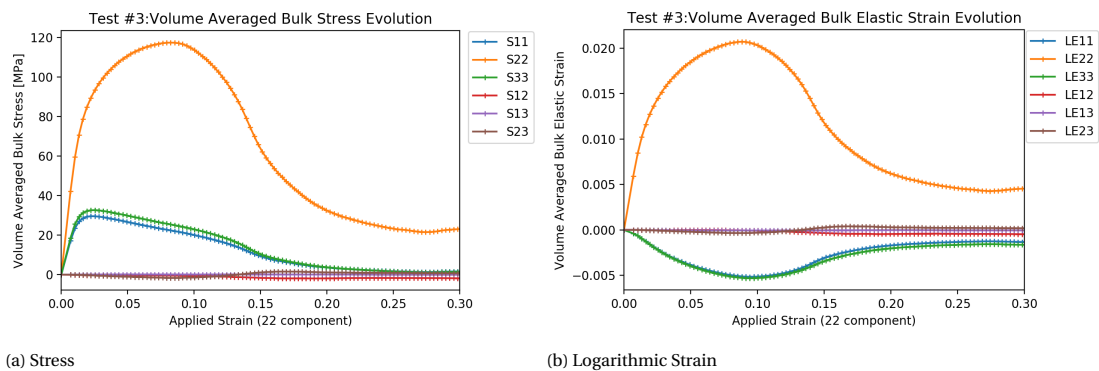 Test #3:Volume Averaged Bulk Stress Evolution
Volume Averaged Bulk Stress [MPa]
120
100
80
60
40
20
0
0.00 0.05 0.10 0.15 0.20 0.25 0.30
Applied Strain (22 component)
S11
S22
S33
S12
S13
S23
(a) Stress
Test #3:Volume Averaged Bulk Elastic Strain Evolution
Volume Averaged Bulk Elastic Strain
0.020
0.015
0.010
0.005
0.000
−0.005
0.00 0.05 0.10 0.15 0.20 0.25 0.30
Applied Strain (22 component)
LE11
LE22
LE33
LE12
LE13
LE23
(b) Logarithmic Strain